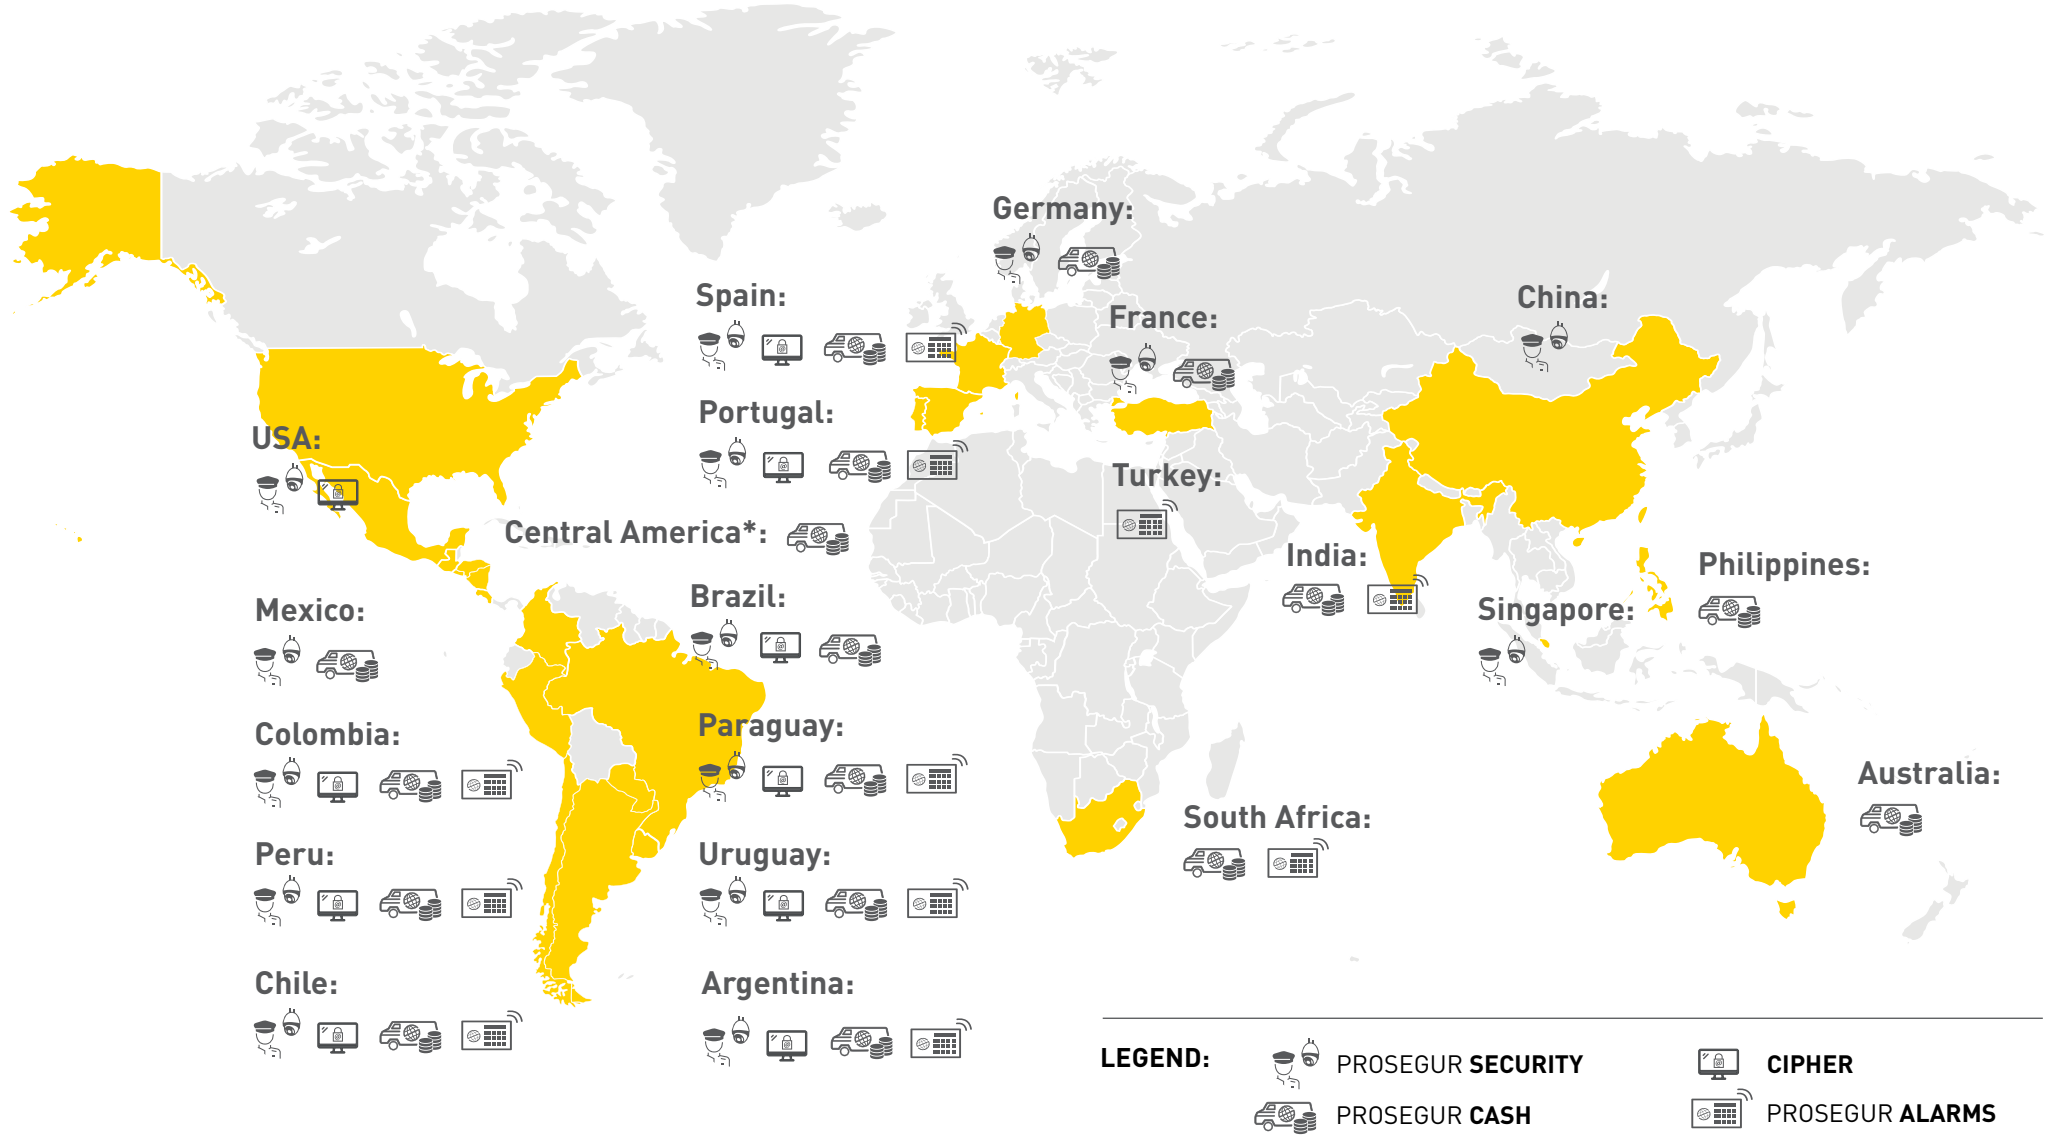 Germany:
Spain:
China:
France:
Portugal:
USA:
Turkey:
Central America*:
India:
Philippines:
Brazil:
Mexico:
Singapore:
Paraguay:
Colombia:
Australia:
South Africa:
Peru:
Uruguay:
Chile:
Argentina:
LEGEND:
PROSEGUR SECURITY
CIPHER
PROSEGUR CASH
PROSEGUR ALARMS